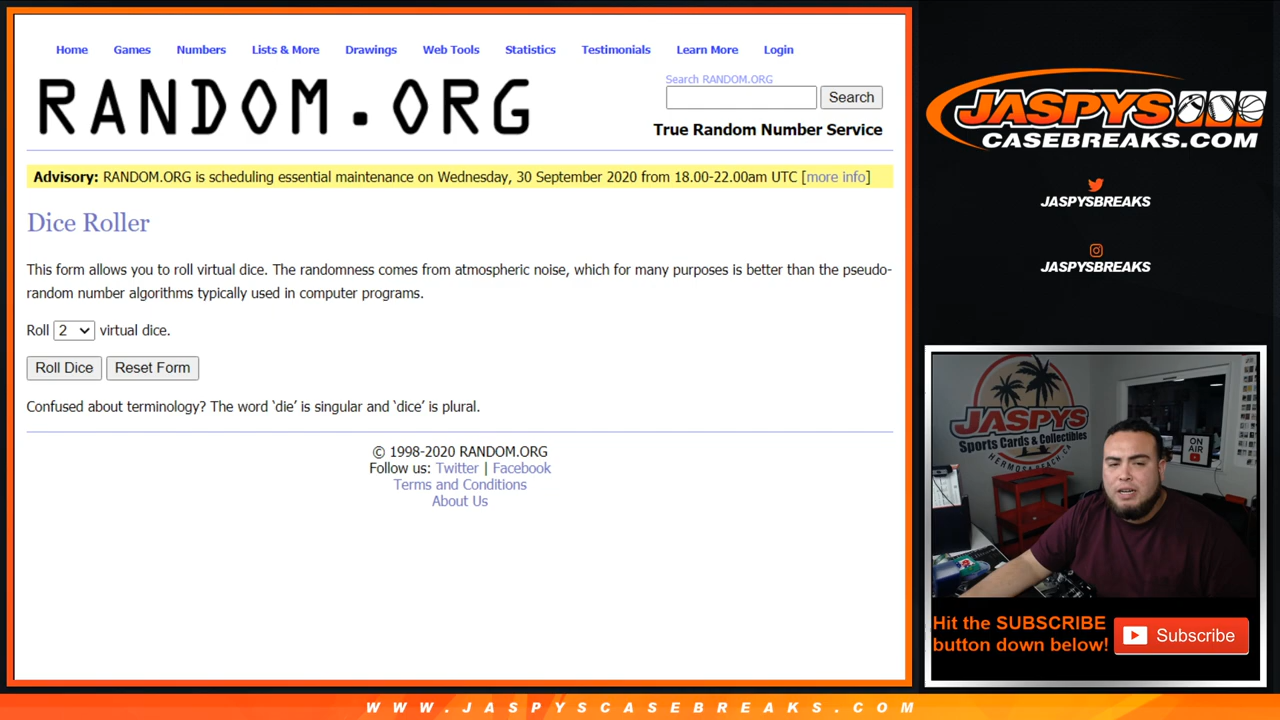 Home Games Numbers Lists & More Drawings Web Tools Statistics Testimonials Learn More Login
RANDOM.ORG
Search RANDOM.ORG
Search
True Random Number Service
Advisory: RANDOM.ORG is scheduling essential maintenance on Wednesday, 30 September 2020 from 18.00-22.00am UTC [more info]
Dice Roller
This form allows you to roll virtual dice. The randomness comes from atmospheric noise, which for many purposes is better than the pseudo-
random number algorithms typically used in computer programs.
Roll 2 virtual dice.
Roll Dice Reset Form
Confused about terminology? The word ‘die’ is singular and ‘dice’ is plural.
© 1998-2020 RANDOM.ORG
Follow us: Twitter | Facebook
Terms and Conditions
About Us
JASPYS
CASEBREAKS.COM
JASPYSBREAKS
JASPYSBREAKS
JASPYS
Sports Cards & Collectibles
HERMOSA BEACH, CA
ON
AIR
Hit the SUBSCRIBE
button down below!
Subscribe
WWW.JASPYSCASEBREAKS.COM